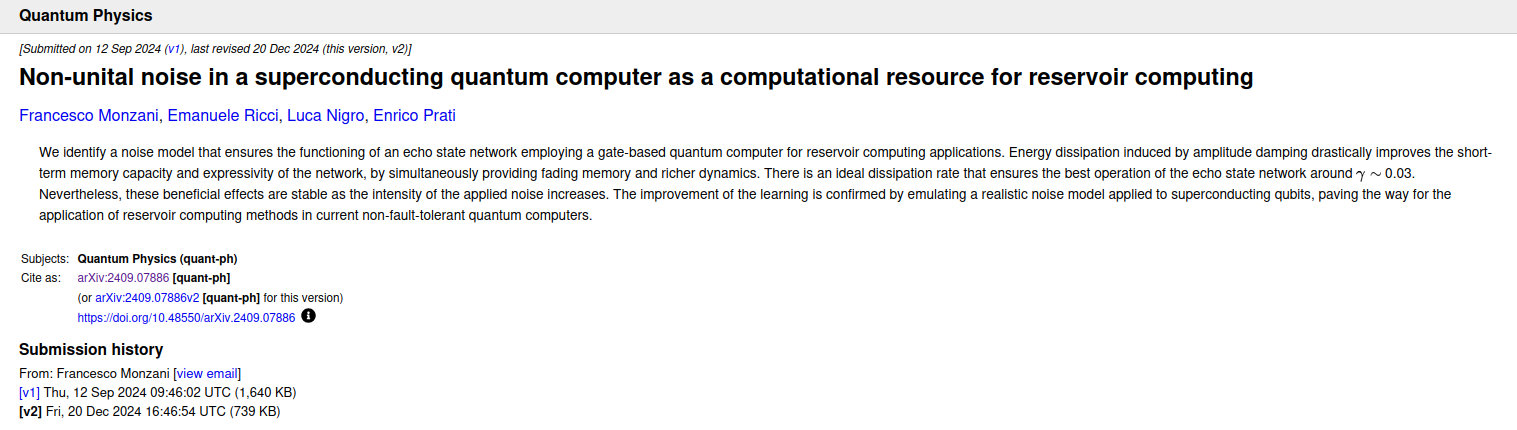 Quantum Physics
[Submitted on 12 Sep 2024 (v1), last revised 20 Dec 2024 (this version, v2)]
Non-unital noise in a superconducting quantum computer as a computational resource for reservoir computing
Francesco Monzani, Emanuele Ricci, Luca Nigro, Enrico Prati
We identify a noise model that ensures the functioning of an echo state network employing a gate-based quantum computer for reservoir computing applications. Energy dissipation induced by amplitude damping drastically improves the short-
term memory capacity and expressivity of the network, by simultaneously providing fading memory and richer dynamics. There is an ideal dissipation rate that ensures the best operation of the echo state network around γ ∼ 0.03.
Nevertheless, these beneficial effects are stable as the intensity of the applied noise increases. The improvement of the learning is confirmed by emulating a realistic noise model applied to superconducting qubits, paving the way for the
application of reservoir computing methods in current non-fault-tolerant quantum computers.
Subjects: Quantum Physics (quant-ph)
Cite as: arXiv:2409.07886 [quant-ph]
(or arXiv:2409.07886v2 [quant-ph] for this version)
https://doi.org/10.48550/arXiv.2409.07886
Submission history
From: Francesco Monzani [view email]
[v1] Thu, 12 Sep 2024 09:46:02 UTC (1,640 KB)
[v2] Fri, 20 Dec 2024 16:46:54 UTC (739 KB)